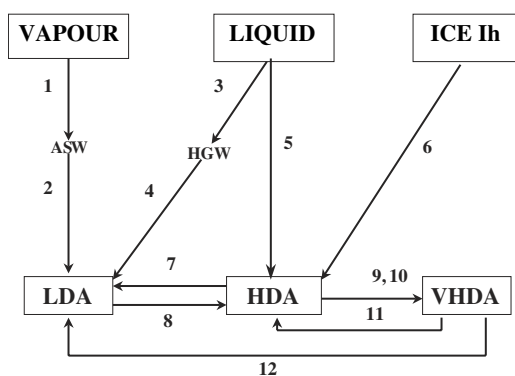 VAPOUR LIQUID ICE Ih
1 3
ASW HGW 5 6
2 4
7 9, 10
LDA HDA VHDA
8 11
12